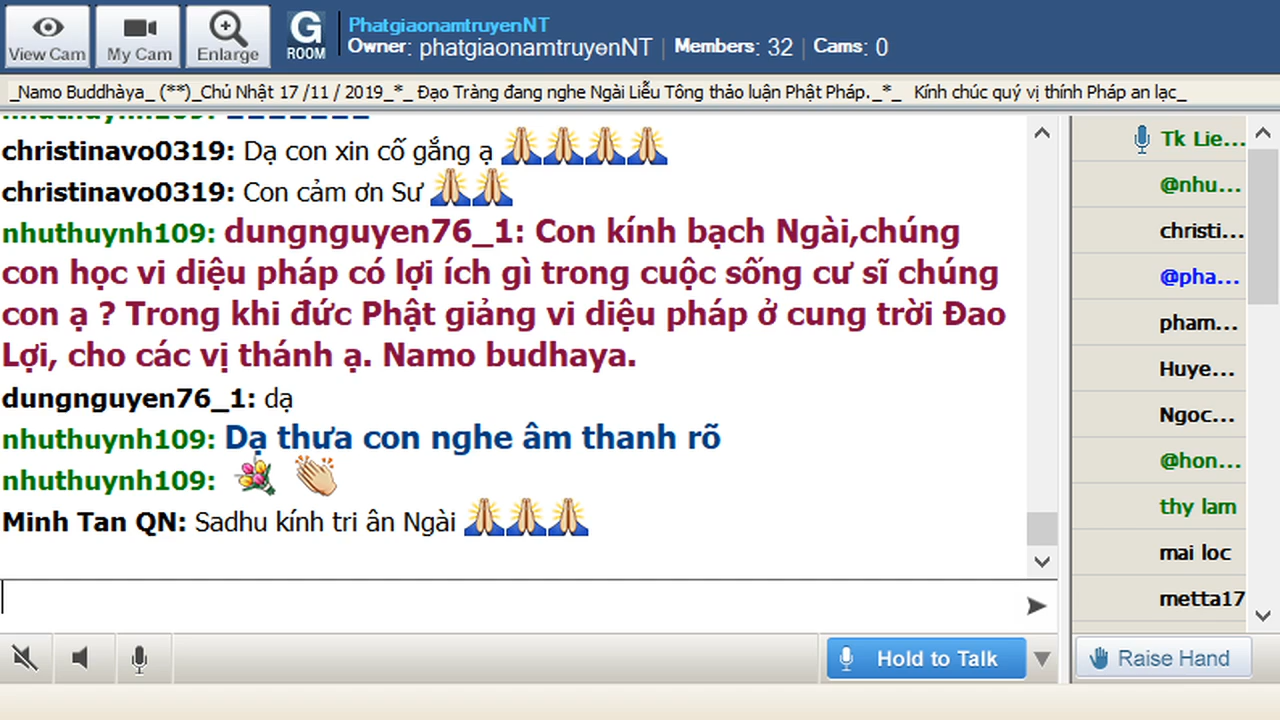 View Cam
My Cam
Enlarge
G
ROOM
PhatgiaonamtruyenNT
Owner: phatgiaonamtruyenNT | Members: 32 | Cams: 0
_Namo Buddhàya_ (**)_Chủ Nhật 17 /11 / 2019_*_ Đạo Tràng đang nghe Ngài Liễu Tông thảo luận Phật Pháp._*_ Kính chúc quý vị thính Pháp an lạc_
christinavo0319: Dạ con xin cố gắng ạ
christinavo0319: Con cảm ơn Sư
nhuthuynh109: dungnguyen76_1: Con kính bạch Ngài,chúng
con học vi diệu pháp có lợi ích gì trong cuộc sống cư sĩ chúng
con ạ ? Trong khi đức Phật giảng vi diệu pháp ở cung trời Đao
Lợi, cho các vị thánh ạ. Namo budhaya.
dungnguyen76_1: dạ
nhuthuynh109: Dạ thưa con nghe âm thanh rõ
nhuthuynh109:
Minh Tan QN: Sadhu kính tri ân Ngài
Hold to Talk
Tk Lie...
@nhu...
christi...
@pha...
pham...
Huye...
Ngoc...
@hon...
thy lam
mai loc
metta17
Raise Hand